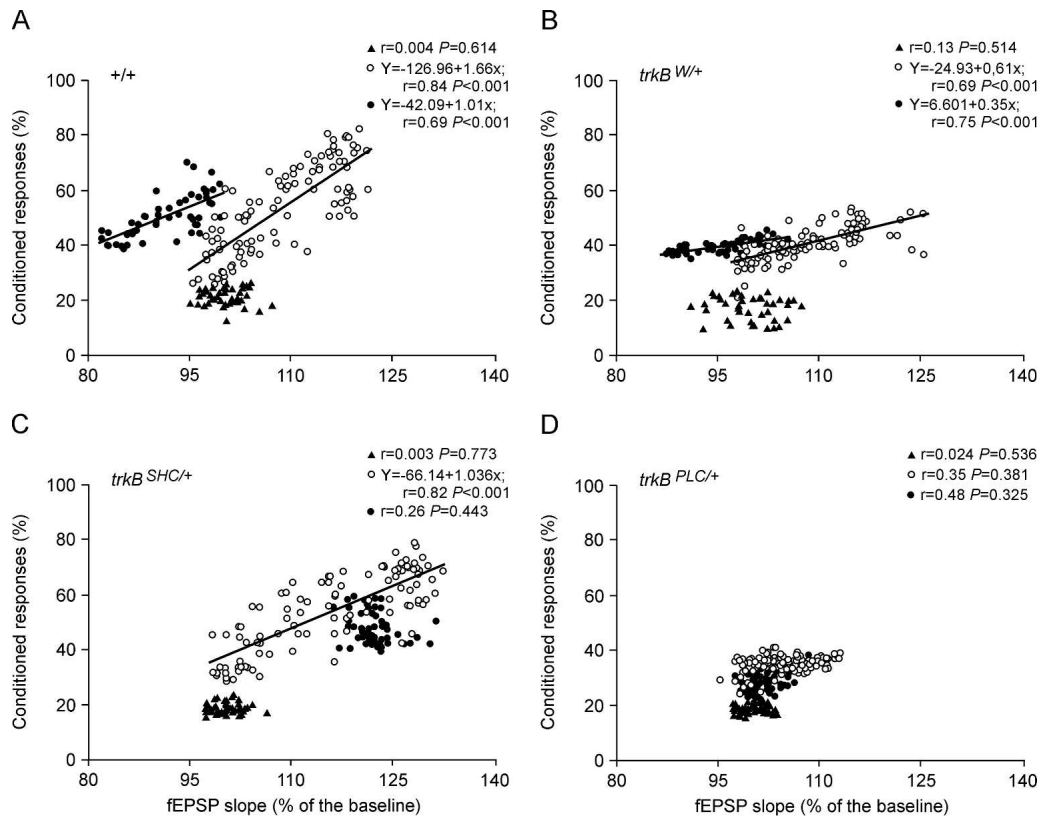 A
+/+
▲ r=0.004 P=0.614
○ Y=-126.96+1.66x;
r=0.84 P<0.001
● Y=-42.09+1.01x;
r=0.69 P<0.001
Conditioned responses (%)
100
80
60
40
20
0
80 95 110 125 140
B
trkB W/+
▲ r=0.13 P=0.514
○ Y=-24.93+0,61x;
r=0.69 P<0.001
● Y=6.601+0.35x;
r=0.75 P<0.001
Conditioned responses (%)
100
80
60
40
20
0
80 95 110 125 140
C
trkB SHC/+
▲ r=0.003 P=0.773
○ Y=-66.14+1.036x;
r=0.82 P<0.001
● r=0.26 P=0.443
Conditioned responses (%)
100
80
60
40
20
0
80 95 110 125 140
fEPSP slope (% of the baseline)
D
trkB PLC/+
▲ r=0.024 P=0.536
○ r=0.35 P=0.381
● r=0.48 P=0.325
Conditioned responses (%)
100
80
60
40
20
0
80 95 110 125 140
fEPSP slope (% of the baseline)